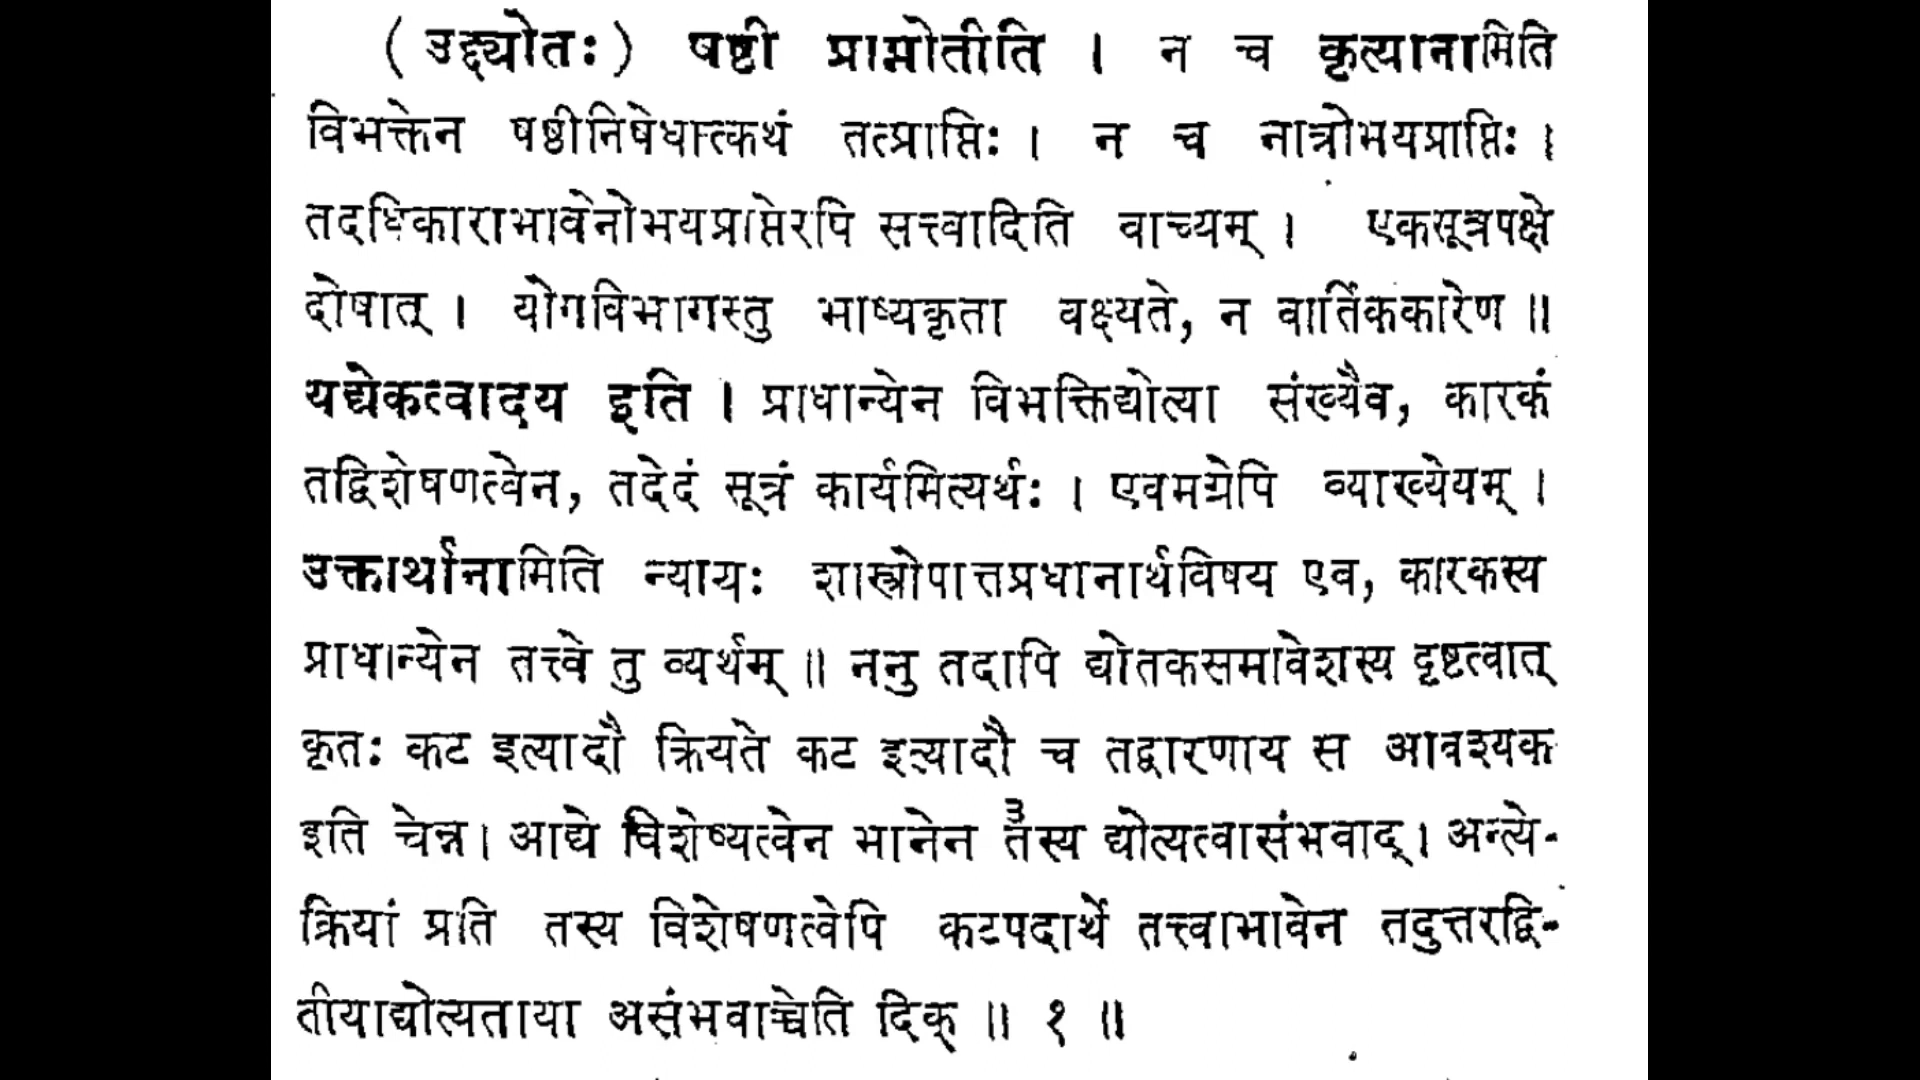 ( उद्द्योतः ) षष्ठी प्राप्नोतीति । न च कृत्यानामिति
विभक्तेन षष्ठीनिषेधात्कथं तत्प्राप्तिः । न च नात्रोभयप्राप्तिः ।
तदधिकाराभावेनोभयप्राप्तेरपि सत्त्वादिति वाच्यम् । एकसूत्रपक्षे
दोषात् । योगविभागस्तु भाष्यकृता वक्ष्यते, न वार्तिककारेण ॥
यद्येकत्वादय इति । प्राधान्येन विभक्तिद्योत्या संख्यैव, कारकं
तद्विशेषणत्वेन, तदेदं सूत्रं कार्यमित्यर्थः । एवमग्रेपि व्याख्येयम् ।
उक्तार्थानामिति न्यायः शास्त्रोपात्तप्रधानार्थविषय एव, कारकस्य
प्राधान्येन तत्त्वे तु व्यर्थम् ॥ ननु तदापि द्योतकसमावेशस्य दृष्टत्वात्
कृतः कट इत्यादौ क्रियते कट इत्यादौ च तद्वारणाय स आवश्यक
इति चेन्न । आद्ये विशेष्यत्वेन भानेन ३तस्य द्योत्यत्वासंभवाद् । अन्त्ये-
क्रियां प्रति तस्य विशेषणत्वेपि कटपदार्थे तत्त्वाभावेन तदुत्तरद्वि-
तीयाद्योत्यताया असंभवाच्चेति दिक् ॥ १ ॥